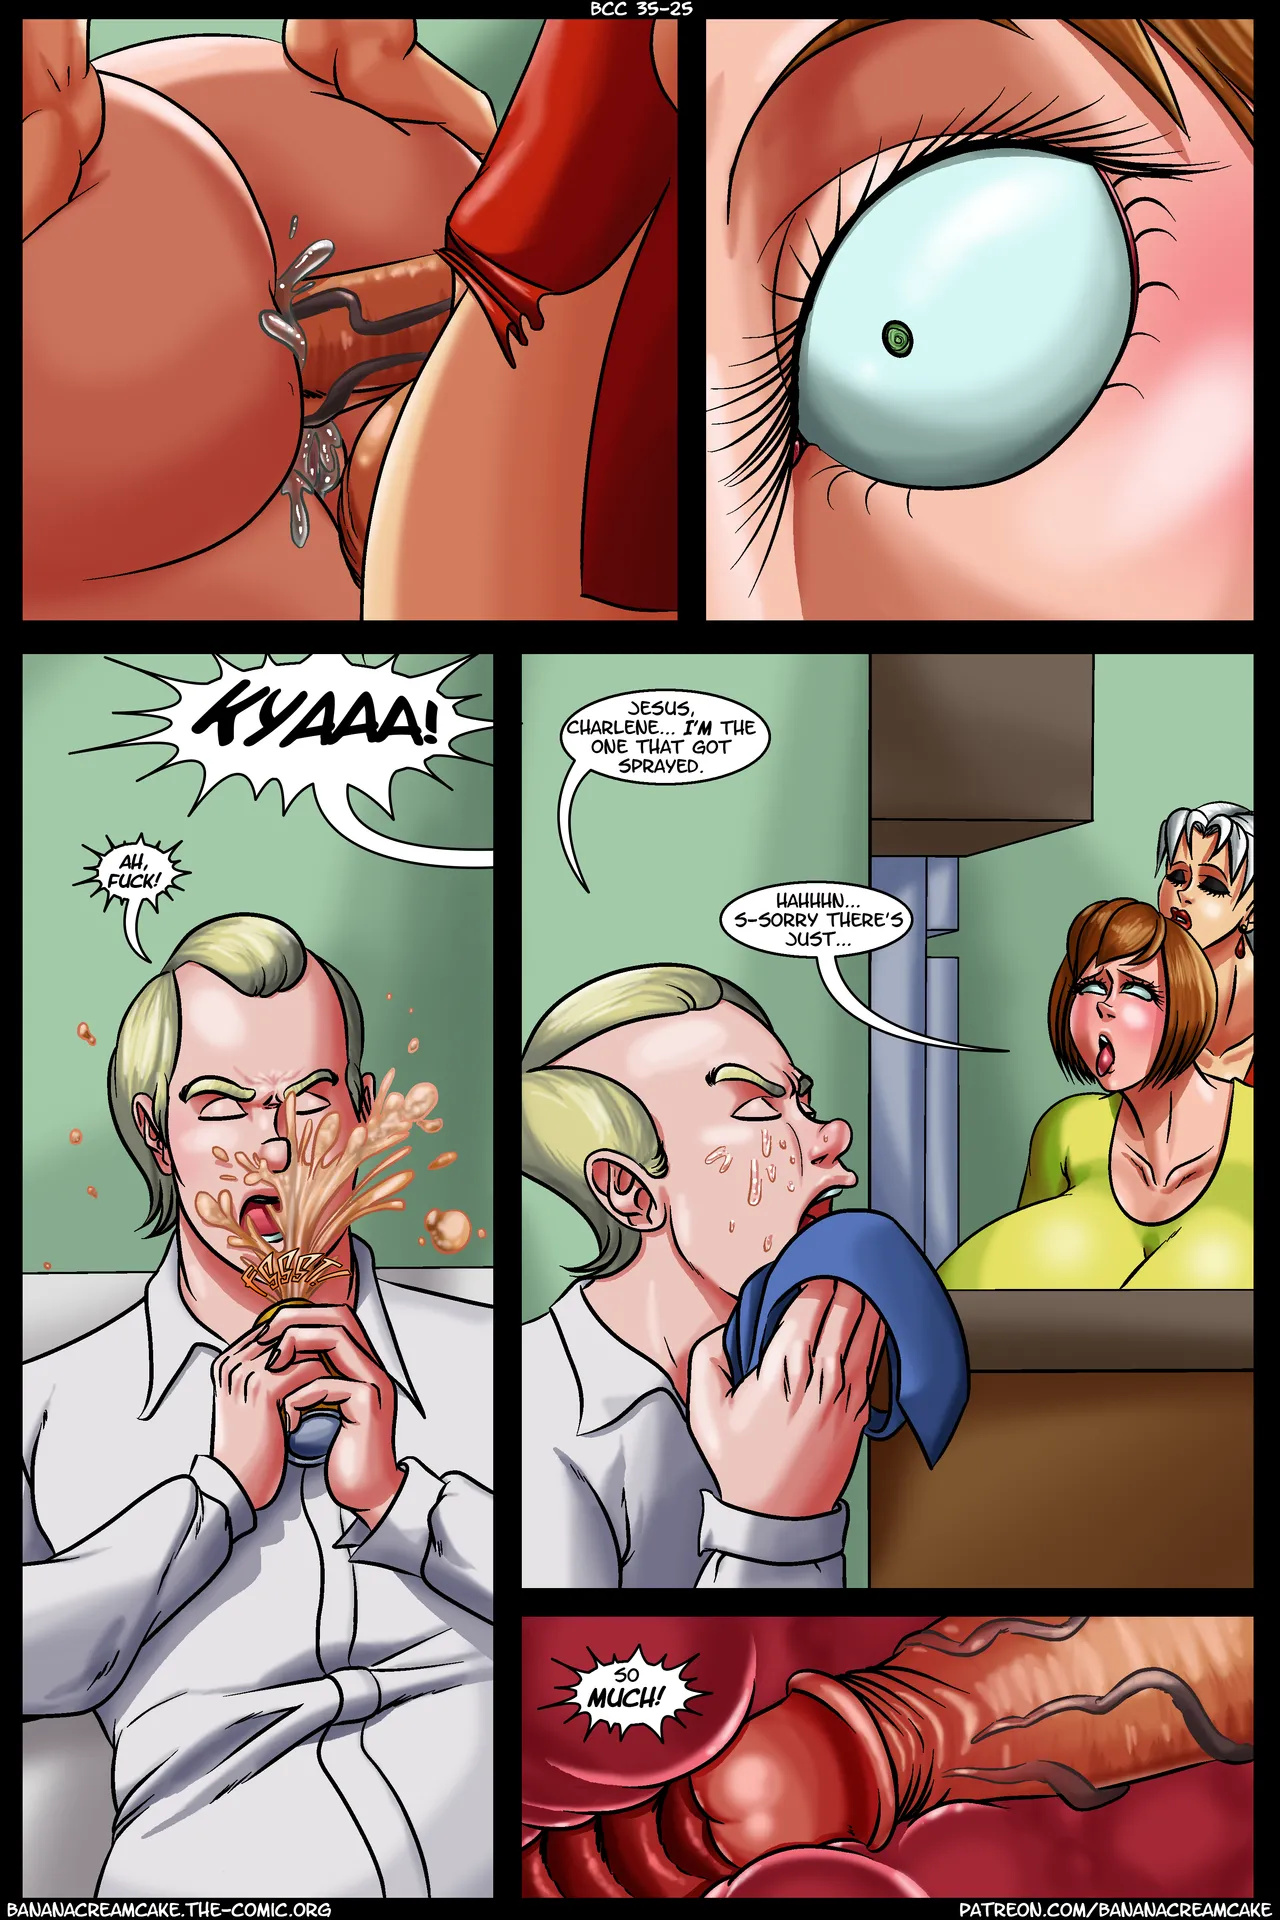 BCC 35-25
KYAAA!
AH,
FUCK!
FSSST!
JESUS,
CHARLENE... I'M THE
ONE THAT GOT
SPRAYED.
HAHHHN...
S-SORRY THERE'S
JUST...
SO
MUCH!
BANANACREAMCAKE.THE-COMIC.ORG
PATREON.COM/BANANACREAMCAKE